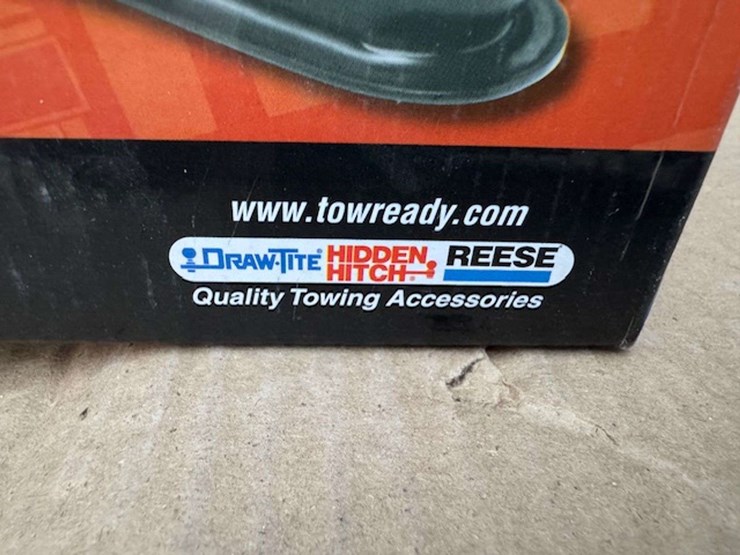 www.towready.com
DRAW-TITE® HIDDEN HITCH® REESE
Quality Towing Accessories